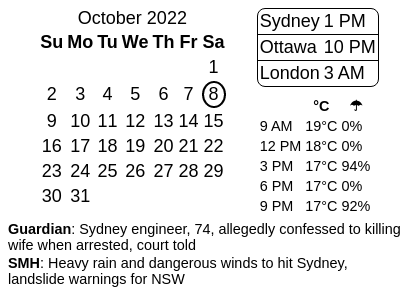 October 2022
Su Mo Tu We Th Fr Sa
1
2 3 4 5 6 7 8
9 10 11 12 13 14 15
16 17 18 19 20 21 22
23 24 25 26 27 28 29
30 31
Sydney 1 PM
Ottawa 10 PM
London 3 AM
°C ☂
9 AM 19°C 0%
12 PM 18°C 0%
3 PM 17°C 94%
6 PM 17°C 0%
9 PM 17°C 92%
Guardian: Sydney engineer, 74, allegedly confessed to killing
wife when arrested, court told
SMH: Heavy rain and dangerous winds to hit Sydney,
landslide warnings for NSW